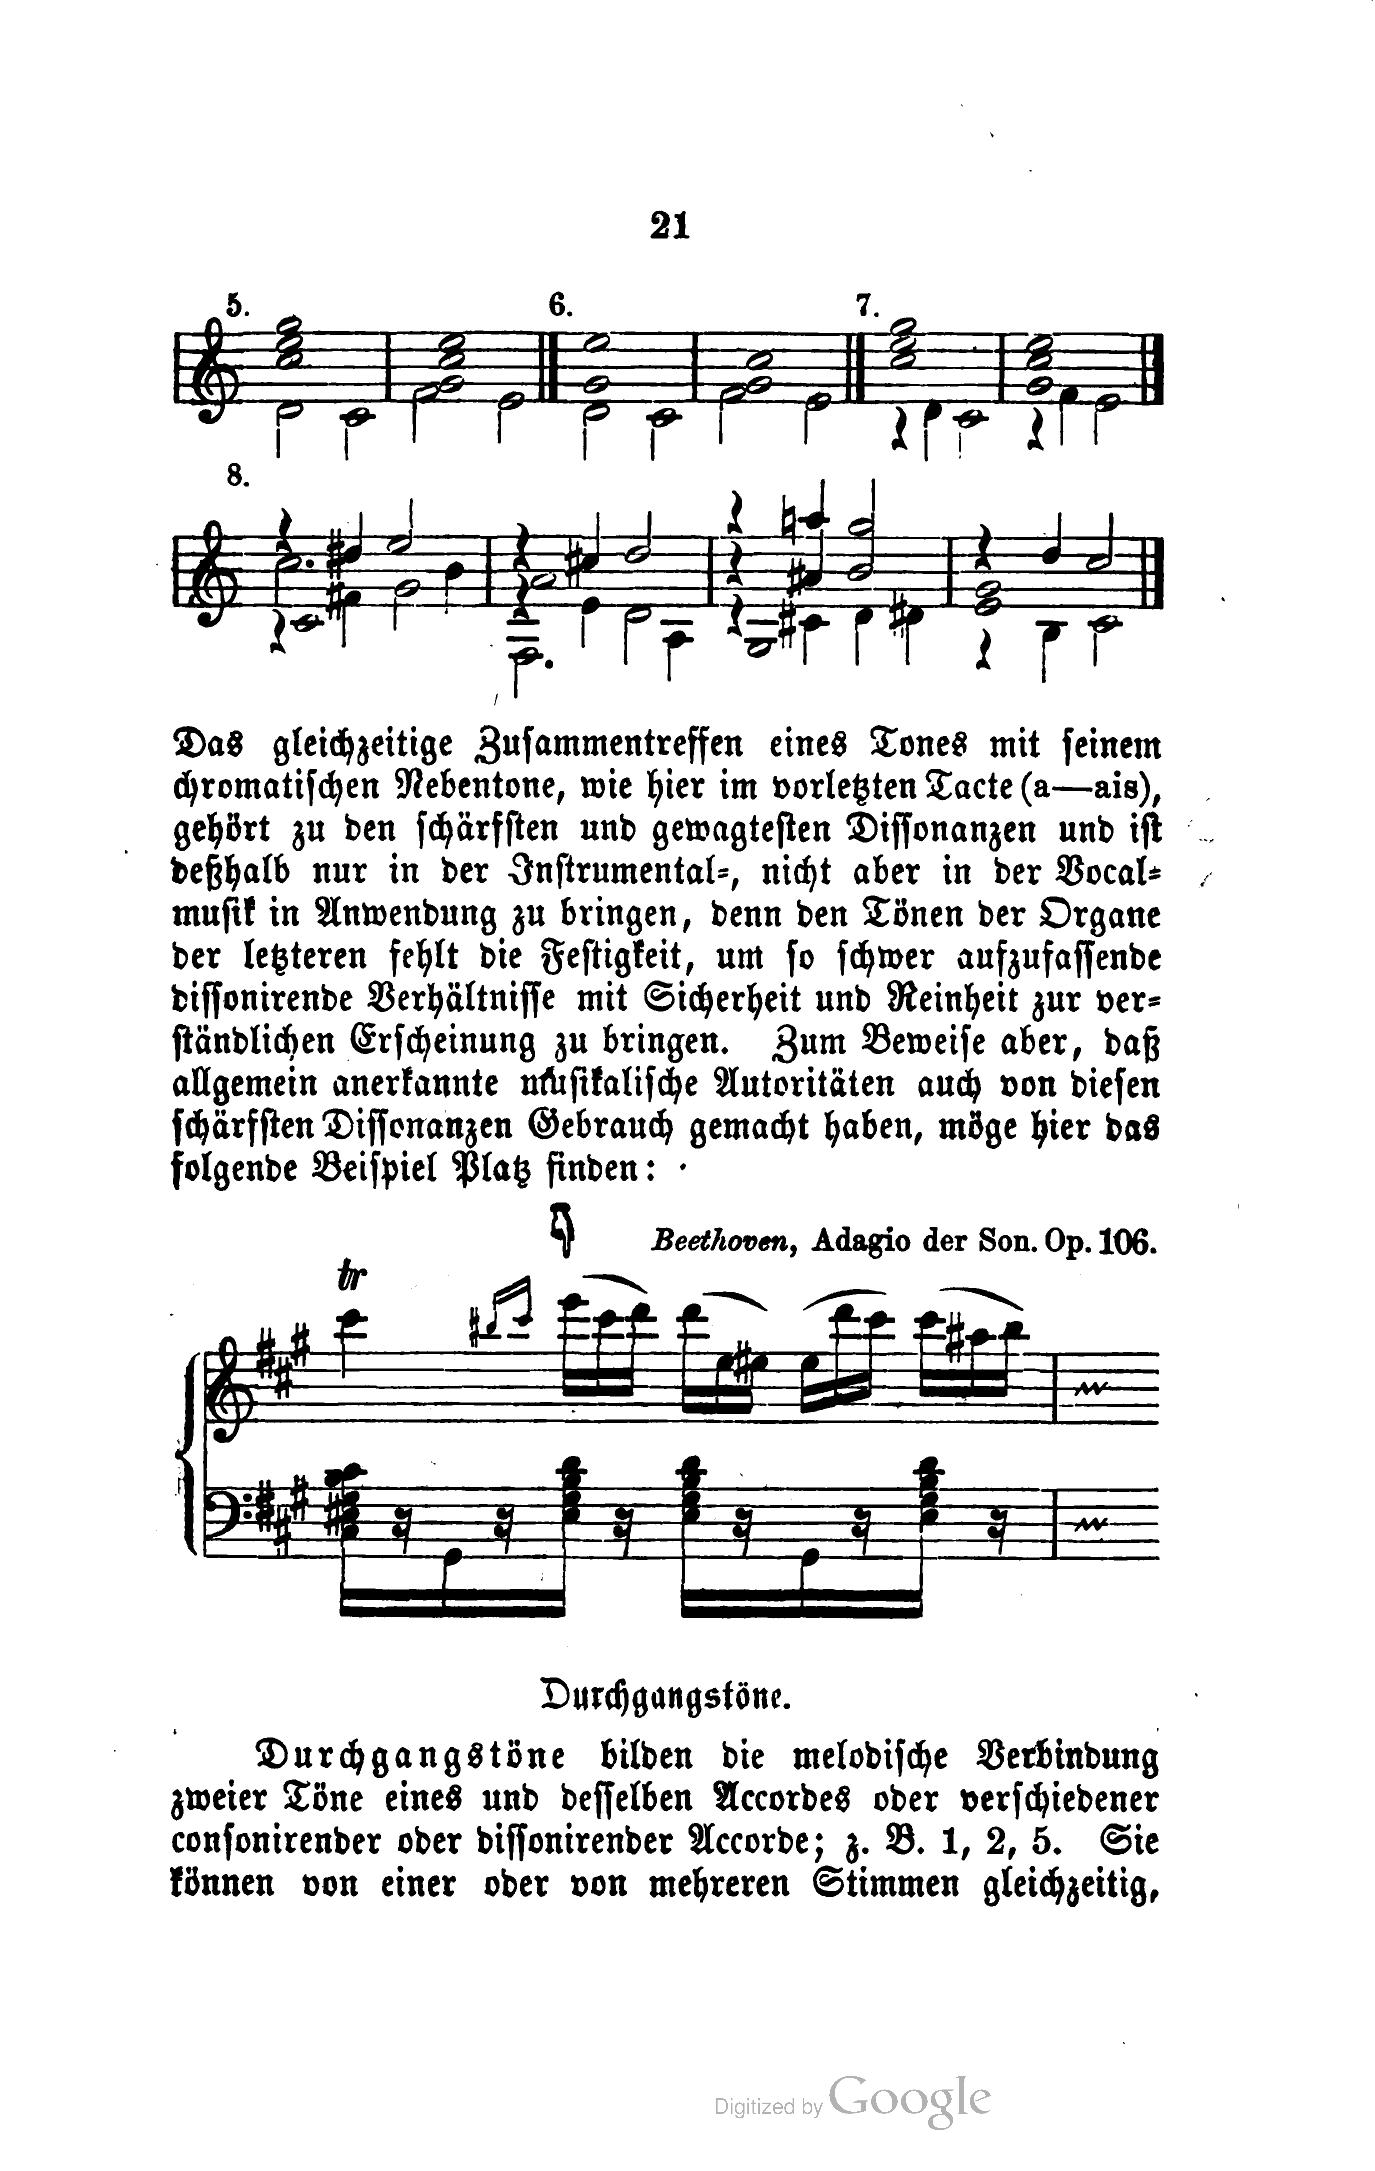 21
5. 6. 7.
8.
Das gleichzeitige Zusammentreffen eines Tones mit seinem
chromatischen Nebentone, wie hier im vorletzten Tacte (a—ais),
gehört zu den schärfsten und gewagtesten Dissonanzen und ist
deßhalb nur in der Instrumental-, nicht aber in der Vocal-
musik in Anwendung zu bringen, denn den Tönen der Organe
der letzteren fehlt die Festigkeit, um so schwer aufzufassende
dissonirende Verhältnisse mit Sicherheit und Reinheit zur ver-
ständlichen Erscheinung zu bringen. Zum Beweise aber, daß
allgemein anerkannte musikalische Autoritäten auch von diesen
schärfsten Dissonanzen Gebrauch gemacht haben, möge hier das
folgende Beispiel Platz finden:
Beethoven, Adagio der Son. Op. 106.
tr
Durchgangstöne.
Durchgangstöne bilden die melodische Verbindung
zweier Töne eines und desselben Accordes oder verschiedener
consonirender oder dissonirender Accorde; z. B. 1, 2, 5. Sie
können von einer oder von mehreren Stimmen gleichzeitig,
Digitized by Google